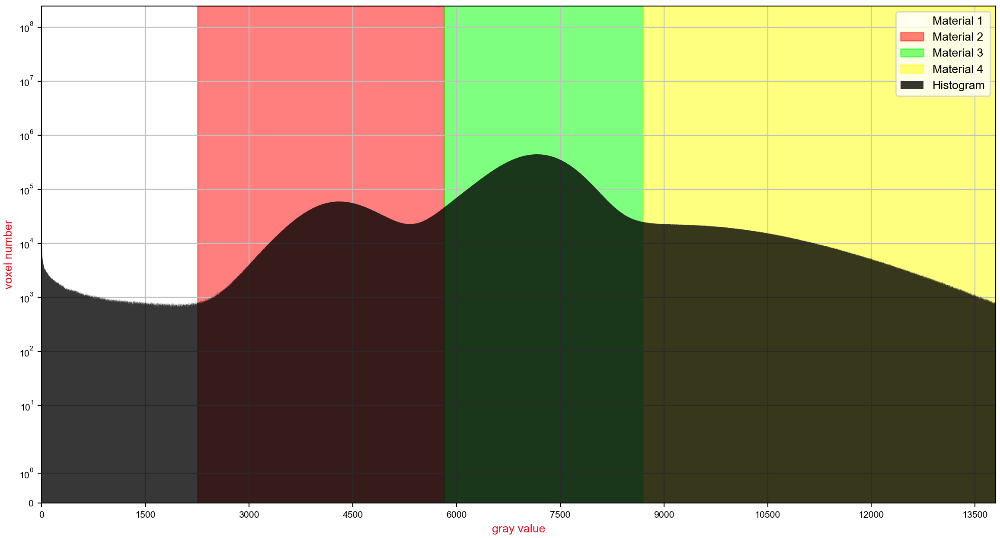 Material 1
Material 2
Material 3
Material 4
Histogram
10^8
10^7
10^6
10^5
10^4
10^3
10^2
10^1
10^0
0
voxel number
0 1500 3000 4500 6000 7500 9000 10500 12000 13500
gray value